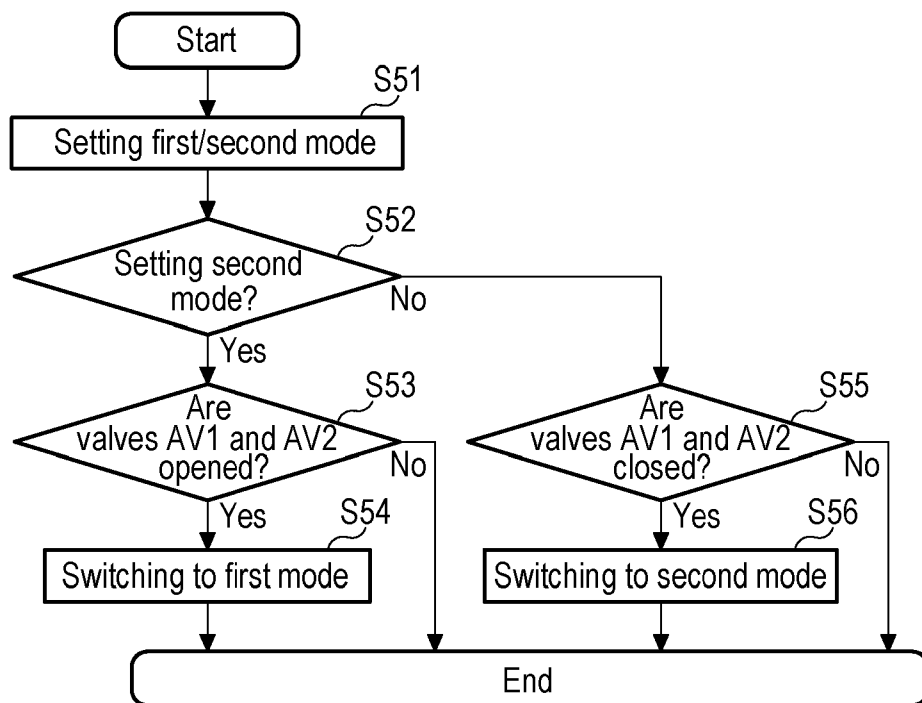 Start
S51
Setting first/second mode
S52
Setting second
mode?
No
Yes
S53
Are
valves AV1 and AV2
opened?
No
Yes
S55
Are
valves AV1 and AV2
closed?
No
Yes
S54
Switching to first mode
S56
Switching to second mode
End